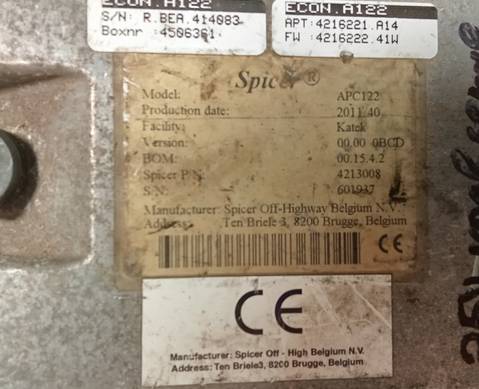 ECON.A122
S/N: R.BEA.414083
Boxnr :4506361
ECON.A122
APT:4216221.A14
FW :4216222.41W
Spicer ®
Model: APC122
Production date: 2011.40
Facility: Katek
Version: 00.00 0BCD
BOM: 00.15.4.2
Spicer P.N. 4213008
S.N. 601937
Manufacturer: Spicer Off-Highway Belgium N.V.
Address: Ten Briele 3, 8200 Brugge, Belgium
CE
CE
Manufacturer: Spicer Off - High Belgium N.V.
Address: Ten Briele3, 8200 Brugge, Belgium